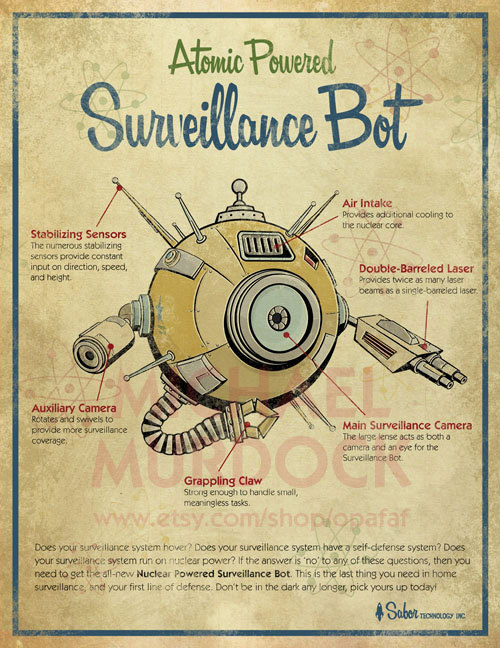 Atomic Powered
Surveillance Bot
Air Intake
Provides additional cooling to
the nuclear core.
Stabilizing Sensors
The numerous stabilizing
sensors provide constant
input on direction, speed,
and height.
Double-Barreled Laser
Provides twice as many laser
beams as a single-barreled laser.
Auxiliary Camera
Rotates and swivels to
provide more surveillance
coverage.
Main Surveillance Camera
The large lense acts as both a
camera and an eye for the
Surveillance Bot.
Grappling Claw
Strong enough to handle small,
meaningless tasks.
MICHAEL
MURDOCK
www.etsy.com/shop/opataf
Does your surveillance system hover? Does your surveillance system have a self-defense system? Does
your surveillance system run on nuclear power? If the answer is 'no' to any of these questions, then you
need to get the all-new Nuclear Powered Surveillance Bot. This is the last thing you need in home
surveillance, and your first line of defense. Don't be in the dark any longer, pick yours up today!
Sabor TECHNOLOGY INC.